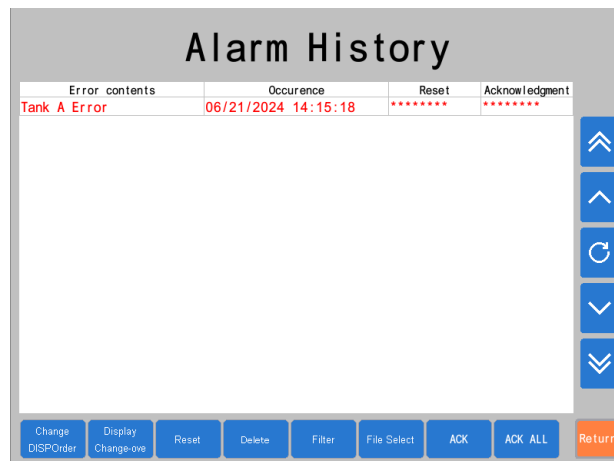 Alarm History
Error contents Occurence Reset Acknowledgment
Tank A Error 06/21/2024 14:15:18 ******** ********
Change DISPOrder Display Change-ove Reset Delete Filter File Select ACK ACK ALL Return